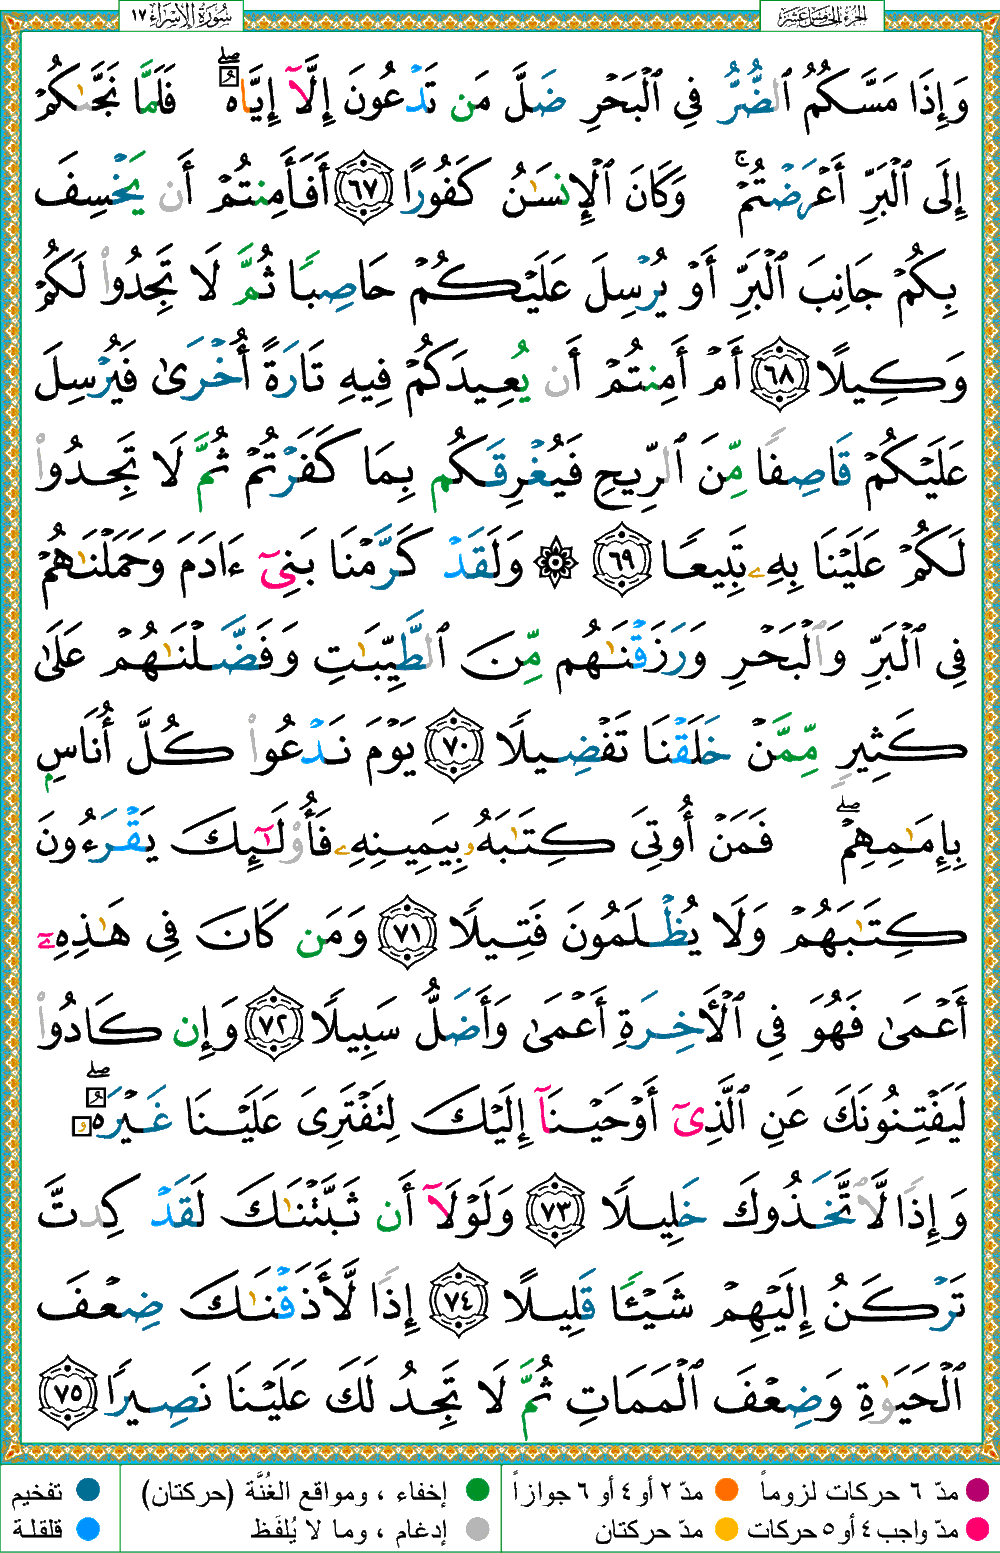 سُورَةُ الإِسْرَاء ١٧
الجُزءُ الخَامِسَ عَشَرَ
وَإِذَا مَسَّكُمُ ٱلضُّرُّ فِي ٱلْبَحْرِ ضَلَّ مَن تَدْعُونَ إِلَّآ إِيَّاهُ ۖ فَلَمَّا نَجَّىٰكُمْ
إِلَى ٱلْبَرِّ أَعْرَضْتُمْ ۚ وَكَانَ ٱلْإِنسَٰنُ كَفُورًا ٦٧ أَفَأَمِنتُمْ أَن يَخْسِفَ
بِكُمْ جَانِبَ ٱلْبَرِّ أَوْ يُرْسِلَ عَلَيْكُمْ حَاصِبًا ثُمَّ لَا تَجِدُوا۟ لَكُمْ
وَكِيلًا ٦٨ أَمْ أَمِنتُمْ أَن يُعِيدَكُمْ فِيهِ تَارَةً أُخْرَىٰ فَيُرْسِلَ
عَلَيْكُمْ قَاصِفًا مِّنَ ٱلرِّيحِ فَيُغْرِقَكُم بِمَا كَفَرْتُمْ ثُمَّ لَا تَجِدُوا۟
لَكُمْ عَلَيْنَا بِهِۦ تَبِيعًا ٦٩ ۞ وَلَقَدْ كَرَّمْنَا بَنِىٓ ءَادَمَ وَحَمَلْنَٰهُمْ
فِي ٱلْبَرِّ وَٱلْبَحْرِ وَرَزَقْنَٰهُم مِّنَ ٱلطَّيِّبَٰتِ وَفَضَّلْنَٰهُمْ عَلَىٰ
كَثِيرٍ مِّمَّنْ خَلَقْنَا تَفْضِيلًا ٧٠ يَوْمَ نَدْعُوا۟ كُلَّ أُنَاسٍۭ
بِإِمَٰمِهِمْ ۖ فَمَنْ أُوتِىَ كِتَٰبَهُۥ بِيَمِينِهِۦ فَأُو۟لَٰٓئِكَ يَقْرَءُونَ
كِتَٰبَهُمْ وَلَا يُظْلَمُونَ فَتِيلًا ٧١ وَمَن كَانَ فِى هَٰذِهِۦٓ
أَعْمَىٰ فَهُوَ فِي ٱلْأَخِرَةِ أَعْمَىٰ وَأَضَلُّ سَبِيلًا ٧٢ وَإِن كَادُوا۟
لَيَفْتِنُونَكَ عَنِ ٱلَّذِىٓ أَوْحَيْنَآ إِلَيْكَ لِتَفْتَرِىَ عَلَيْنَا غَيْرَهُۥ ۖ
وَإِذًا لَّٱتَّخَذُوكَ خَلِيلًا ٧٣ وَلَوْلَآ أَن ثَبَّتْنَٰكَ لَقَدْ كِدتَّ
تَرْكَنُ إِلَيْهِمْ شَيْـًٔا قَلِيلًا ٧٤ إِذًا لَّأَذَقْنَٰكَ ضِعْفَ
ٱلْحَيَوٰةِ وَضِعْفَ ٱلْمَمَاتِ ثُمَّ لَا تَجِدُ لَكَ عَلَيْنَا نَصِيرًا ٧٥
مدّ ٦ حركات لزوماً مدّ ٢ أو ٤ أو ٦ جوازاً إخفاء ، ومواقع الغُنَّة (حركتان) تفخيم
مدّ واجب ٤ أو ٥ حركات مدّ حركتان إدغام ، وما لا يُلفَظ قلقلة